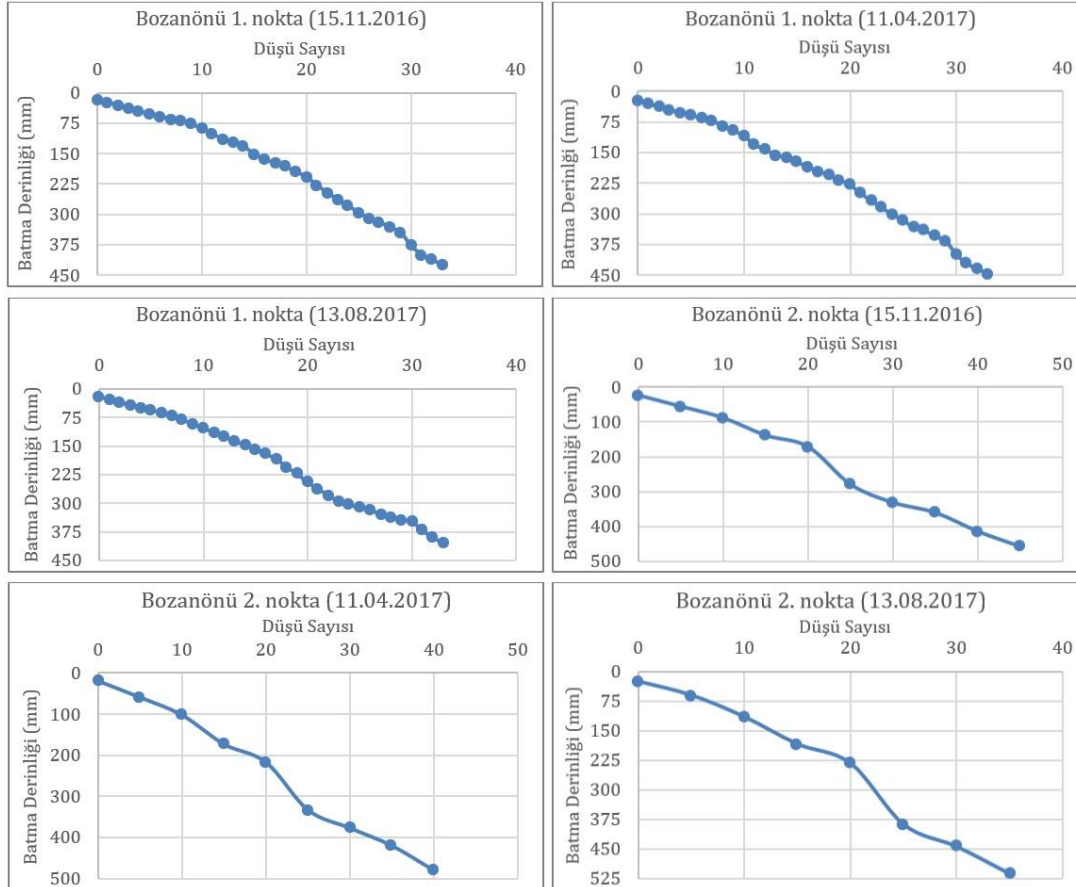 Bozanönü 1. nokta (15.11.2016)
Düşü Sayısı
0 10 20 30 40
Batma Derinliği (mm)
0
75
150
225
300
375
450
Bozanönü 1. nokta (11.04.2017)
Düşü Sayısı
0 10 20 30 40
Batma Derinliği (mm)
0
75
150
225
300
375
450
Bozanönü 1. nokta (13.08.2017)
Düşü Sayısı
0 10 20 30 40
Batma Derinliği (mm)
0
75
150
225
300
375
450
Bozanönü 2. nokta (15.11.2016)
Düşü Sayısı
0 10 20 30 40 50
Batma Derinliği (mm)
0
100
200
300
400
500
Bozanönü 2. nokta (11.04.2017)
Düşü Sayısı
0 10 20 30 40 50
Batma Derinliği (mm)
0
100
200
300
400
500
Bozanönü 2. nokta (13.08.2017)
Düşü Sayısı
0 10 20 30 40
Batma Derinliği (mm)
0
75
150
225
300
375
450
525